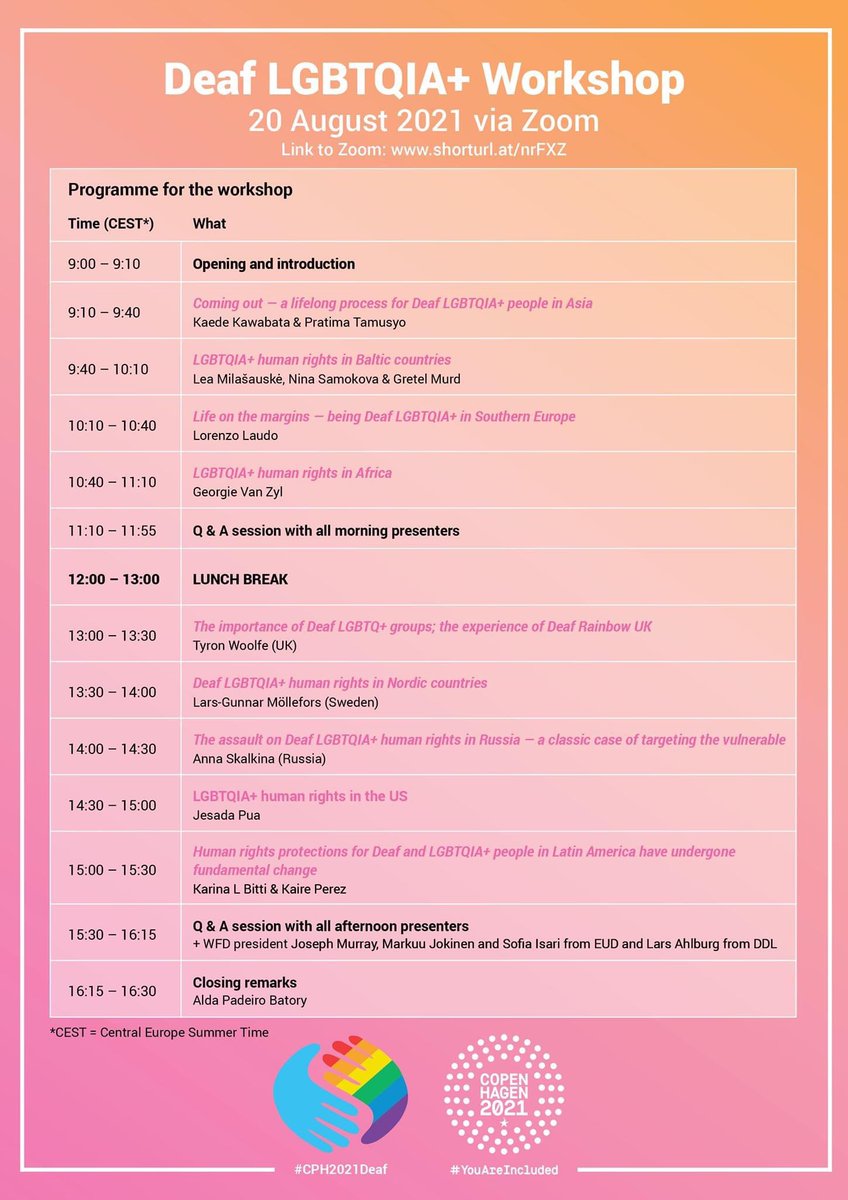 Deaf LGBTQIA+ Workshop
20 August 2021 via Zoom
Link to Zoom: www.shorturl.at/nrFXZ
Programme for the workshop
Time (CEST*) What
9:00 – 9:10 Opening and introduction
9:10 – 9:40 Coming out — a lifelong process for Deaf LGBTQIA+ people in Asia
Kaede Kawabata & Pratima Tamusyo
9:40 – 10:10 LGBTQIA+ human rights in Baltic countries
Lea Milašauskė, Nina Samokova & Gretel Murd
10:10 – 10:40 Life on the margins — being Deaf LGBTQIA+ in Southern Europe
Lorenzo Laudo
10:40 – 11:10 LGBTQIA+ human rights in Africa
Georgie Van Zyl
11:10 – 11:55 Q & A session with all morning presenters
12:00 – 13:00 LUNCH BREAK
13:00 – 13:30 The importance of Deaf LGBTQ+ groups; the experience of Deaf Rainbow UK
Tyron Woolfe (UK)
13:30 – 14:00 Deaf LGBTQIA+ human rights in Nordic countries
Lars-Gunnar Möllefors (Sweden)
14:00 – 14:30 The assault on Deaf LGBTQIA+ human rights in Russia — a classic case of targeting the vulnerable
Anna Skalkina (Russia)
14:30 – 15:00 LGBTQIA+ human rights in the US
Jesada Pua
15:00 – 15:30 Human rights protections for Deaf and LGBTQIA+ people in Latin America have undergone
fundamental change
Karina L Bitti & Kaire Perez
15:30 – 16:15 Q & A session with all afternoon presenters
+ WFD president Joseph Murray, Markuu Jokinen and Sofia Isari from EUD and Lars Ahlburg from DDL
16:15 – 16:30 Closing remarks
Alda Padeiro Batory
*CEST = Central Europe Summer Time
COPEN
HAGEN
2021
#CPH2021Deaf
#YouAreIncluded